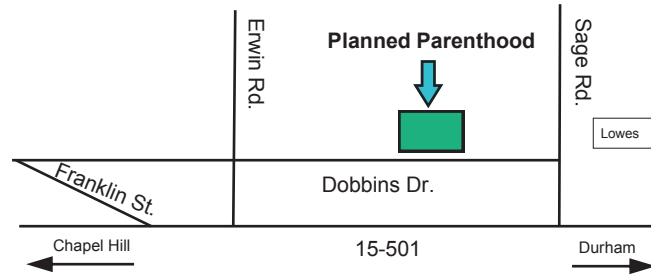 Planned Parenthood
Erwin Rd.
Sage Rd.
Lowes
Franklin St.
Dobbins Dr.
Chapel Hill
15-501
Durham